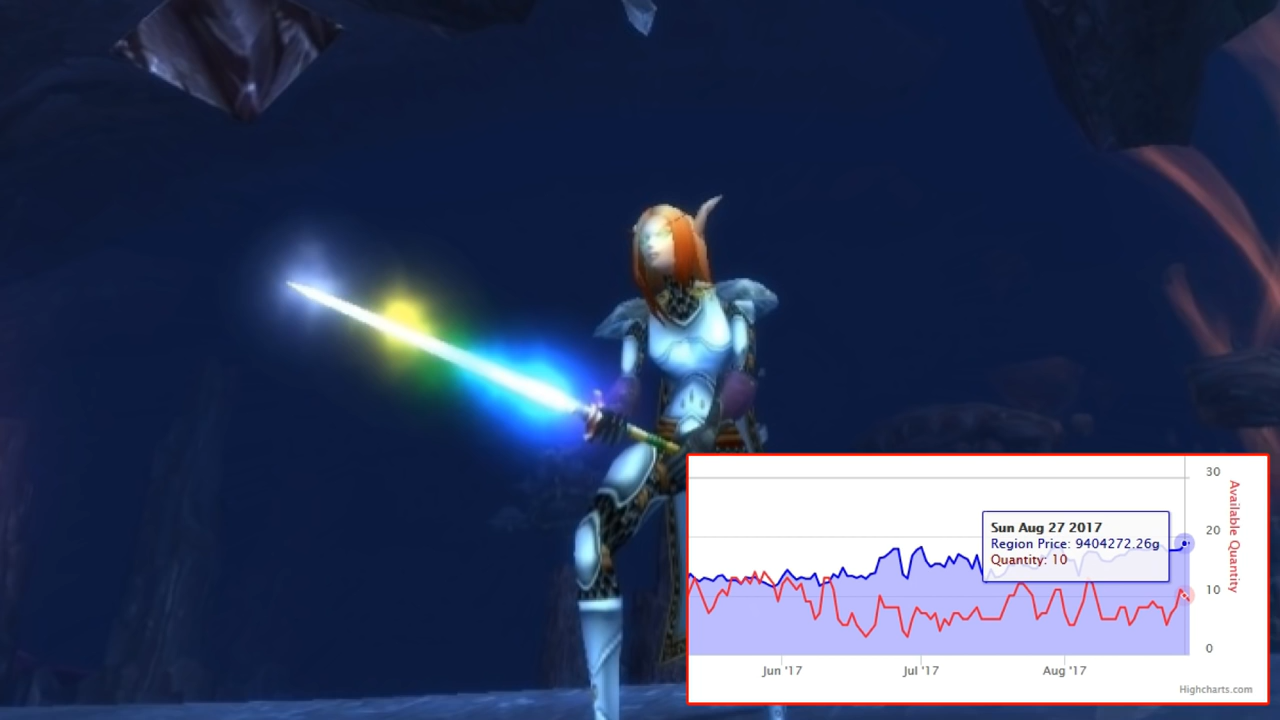 30
Sun Aug 27 2017
Region Price: 9404272.26g
Quantity: 10
20
10
0
Available Quantity
Jun '17
Jul '17
Aug '17
Highcharts.com